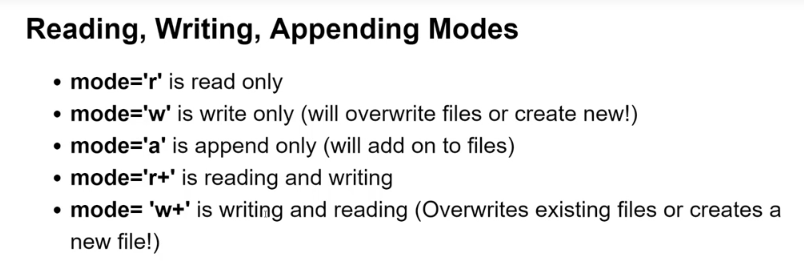 Reading, Writing, Appending Modes
• mode='r' is read only
• mode='w' is write only (will overwrite files or create new!)
• mode='a' is append only (will add on to files)
• mode='r+' is reading and writing
• mode= 'w+' is writing and reading (Overwrites existing files or creates a
new file!)